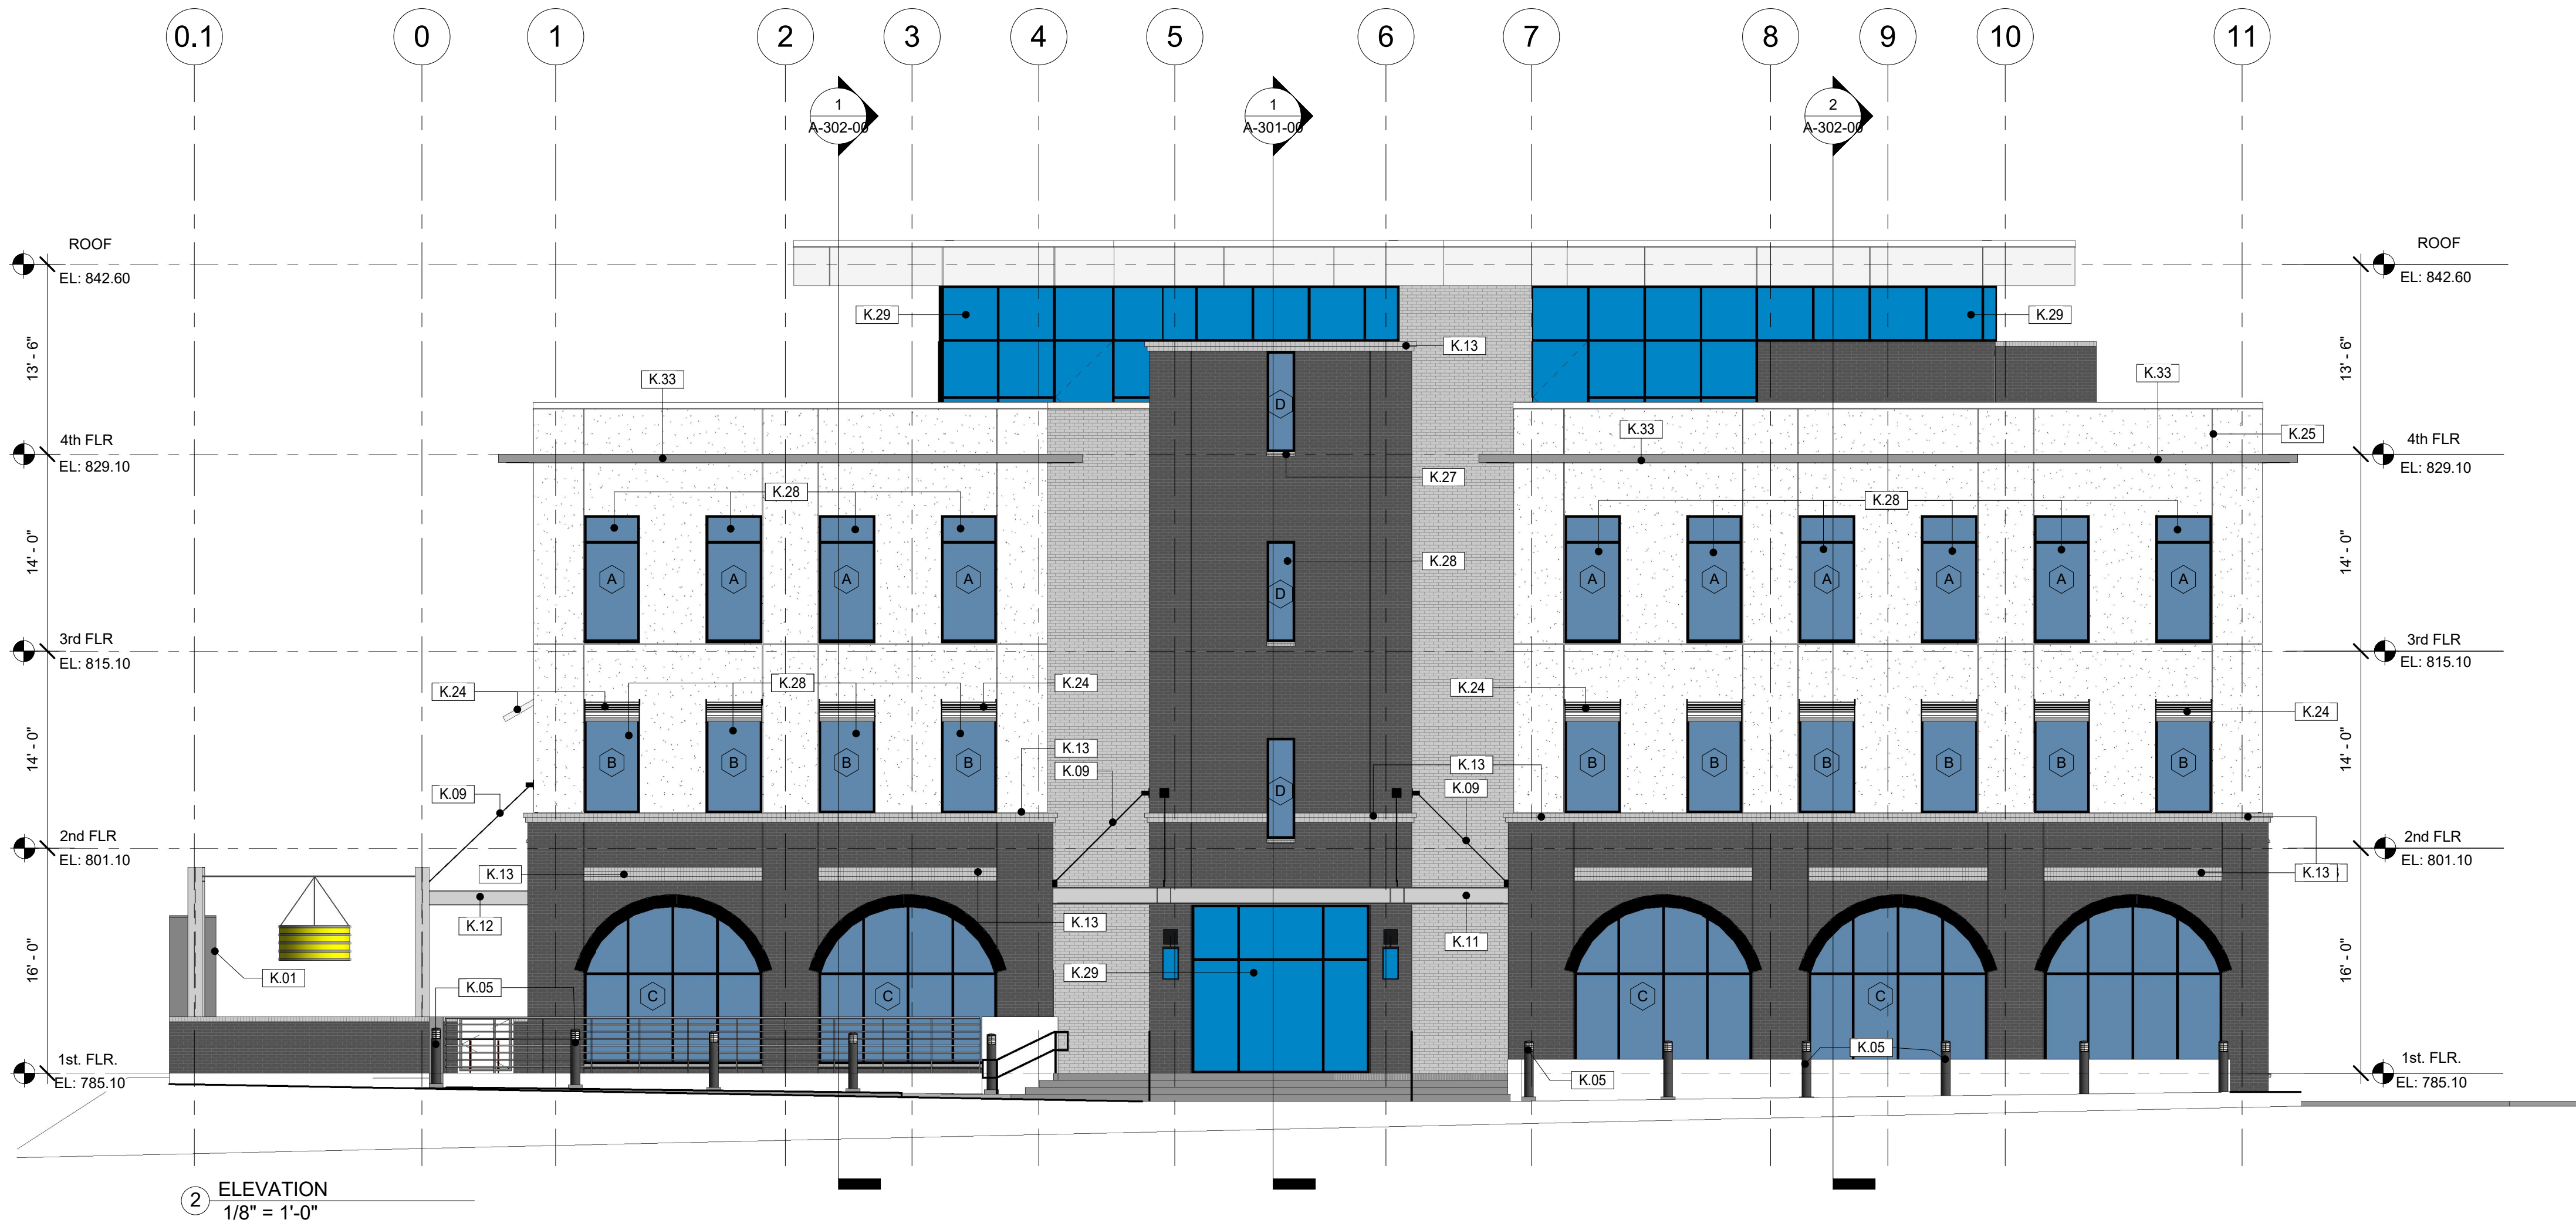 0.1 0 1 2 3 4 5 6 7 8 9 10 11
1 1 2
A-302-00 A-301-00 A-302-00
ROOF ROOF
EL: 842.60 EL: 842.60
K.29 K.29
13' - 6" K.13 13' - 6"
K.33 K.33
D
K.33 K.25
4th FLR 4th FLR
EL: 829.10 EL: 829.10
K.27
K.28 K.28
14' - 0" K.28 14' - 0"
A A A A D A A A A A A
3rd FLR 3rd FLR
EL: 815.10 EL: 815.10
K.24 K.28 K.24 K.24
K.24
14' - 0" K.13 14' - 0"
B B B B K.09 K.13 B B B B B B
K.09 D K.09
2nd FLR 2nd FLR
EL: 801.10 EL: 801.10
K.13 K.13
K.12 K.13 K.11
16' - 0" K.01 K.29 16' - 0"
K.05 C C C C
K.05
1st. FLR. 1st. FLR.
EL: 785.10 K.05 EL: 785.10
2 ELEVATION
1/8" = 1'-0"